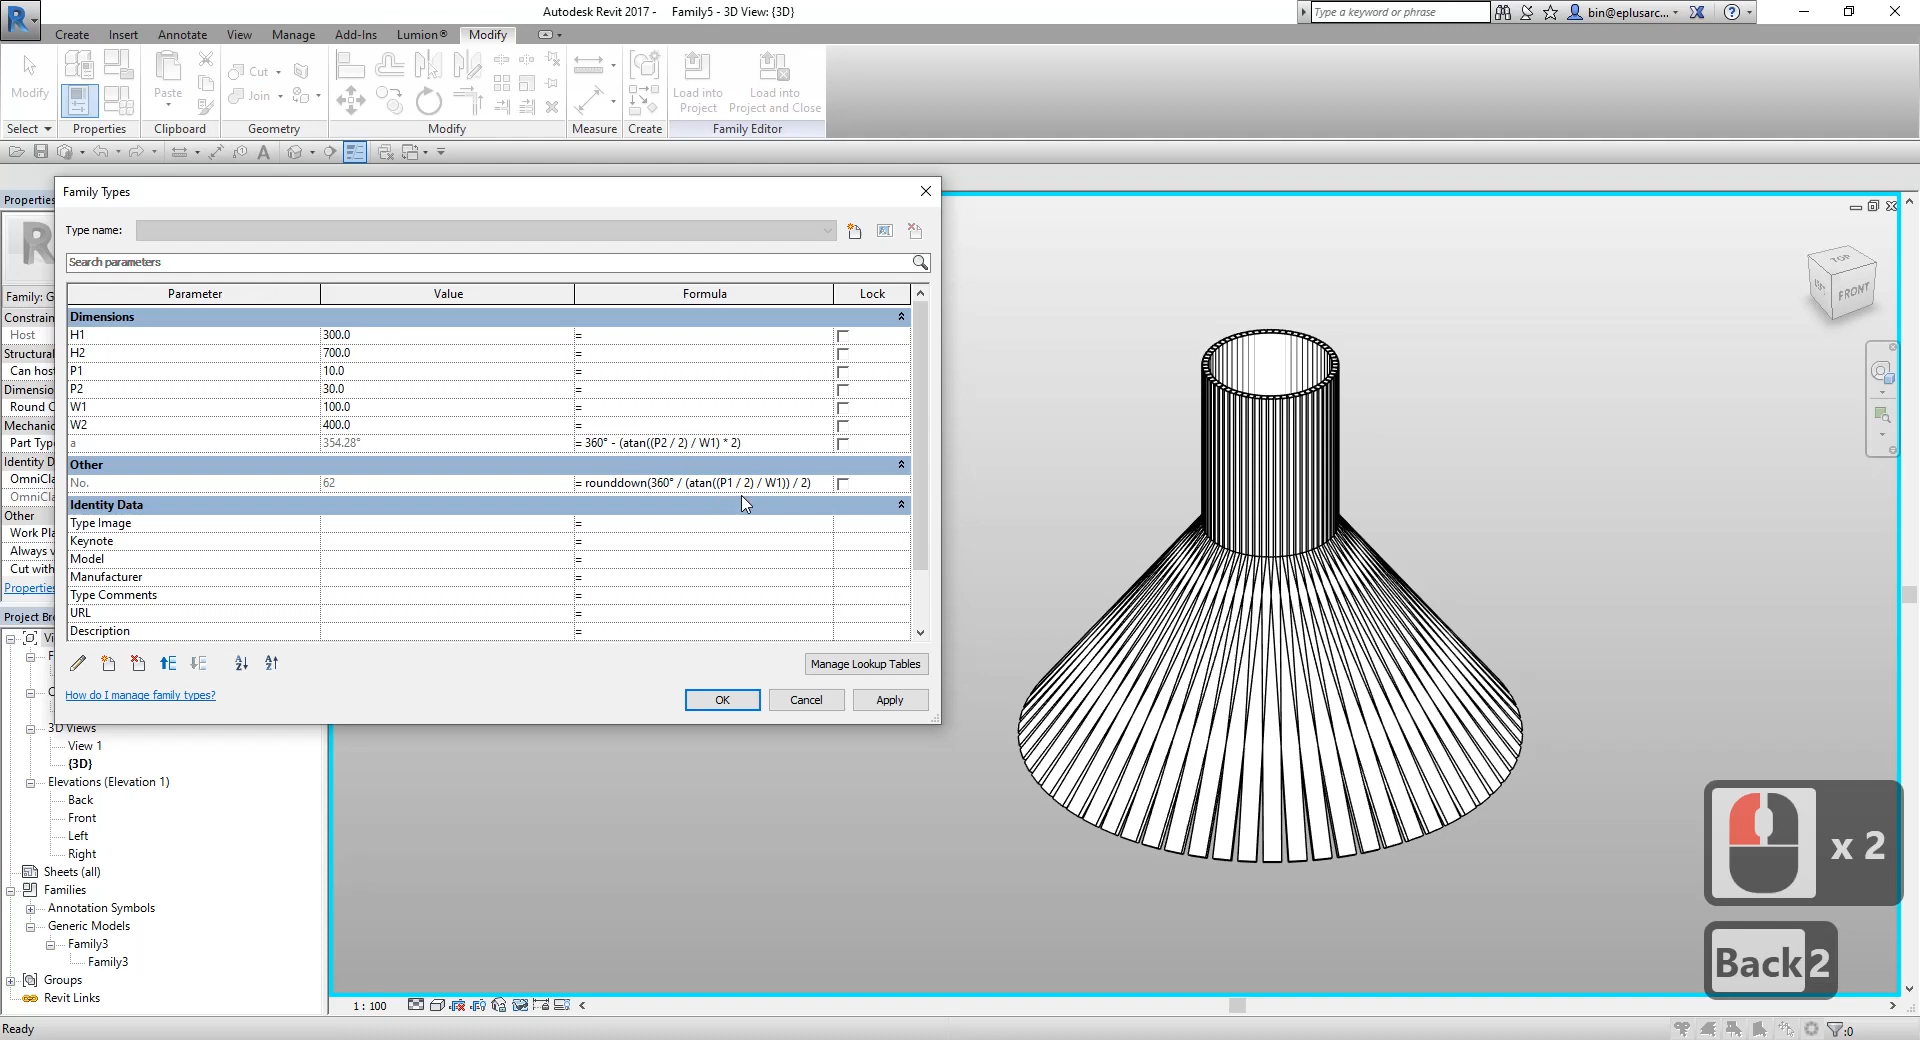 Autodesk Revit 2017 -    Family5 - 3D View: {3D}
Type a keyword or phrase
bin@eplusarc...
Create
Insert
Annotate
View
Manage
Add-Ins
Lumion®
Modify
Modify
Cut
Join
Paste
Load into
Project
Load into
Project and Close
Select
Properties
Clipboard
Geometry
Modify
Measure
Create
Family Editor
Properties
Family: G
Constrain
Host
Structural
Can host
Dimensio
Round C
Mechanic
Part Type
Identity D
OmniCla
OmniCla
Other
Work Pla
Always v
Cut with
Properties
Project Br
Family Types
Type name:
Search parameters
Parameter Value Formula Lock
Dimensions
H1 300.0 =
H2 700.0 =
P1 10.0 =
P2 30.0 =
W1 100.0 =
W2 400.0 =
a 354.28° = 360° - (atan((P2 / 2) / W1) * 2)
Other
No. 62 = rounddown(360° / (atan((P1 / 2) / W1)) / 2)
Identity Data
Type Image =
Keynote =
Model =
Manufacturer =
Type Comments =
URL =
Description =
Manage Lookup Tables
How do I manage family types?
OK
Cancel
Apply
3D Views
View 1
{3D}
Elevations (Elevation 1)
Back
Front
Left
Right
Sheets (all)
Families
Annotation Symbols
Generic Models
Family3
Family3
Groups
Revit Links
TOP
FRONT
x 2
Back 2
1 : 100
Ready
:0